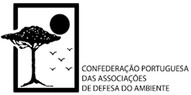 CONFEDERAÇÃO PORTUGUESA
DAS ASSOCIAÇÕES
DE DEFESA DO AMBIENTE